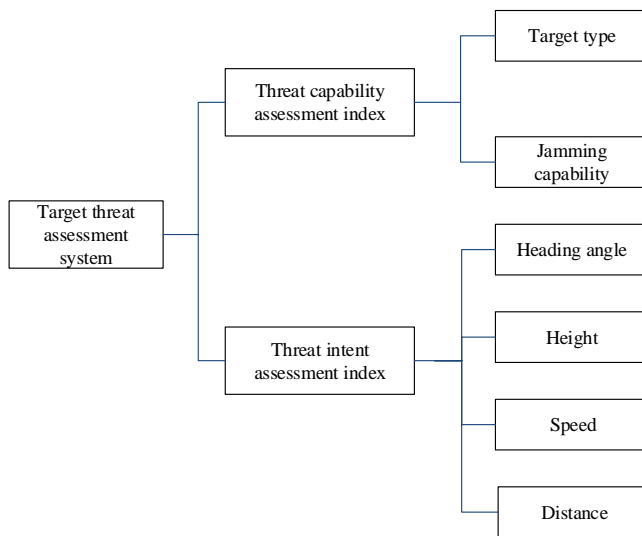 Target type
Threat capability
assessment index
Jamming
capability
Target threat
assessment
system
Heading angle
Threat intent
assessment index
Height
Speed
Distance